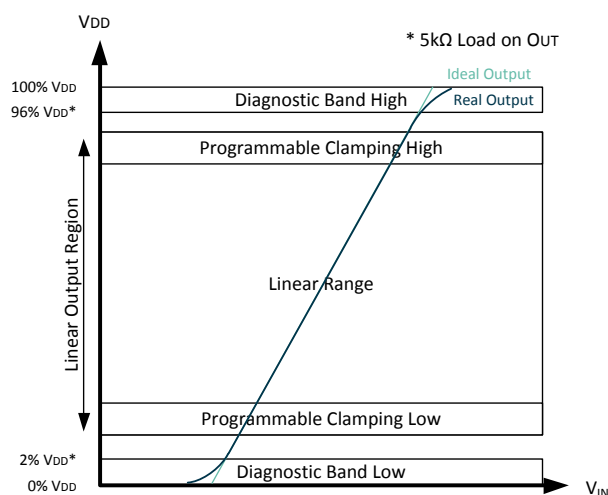 VDD
* 5kΩ Load on OUT
Ideal Output
100% VDD
Diagnostic Band High
Real Output
96% VDD*
Programmable Clamping High
Linear Output Region
Linear Range
Programmable Clamping Low
2% VDD*
Diagnostic Band Low
0% VDD
VIN